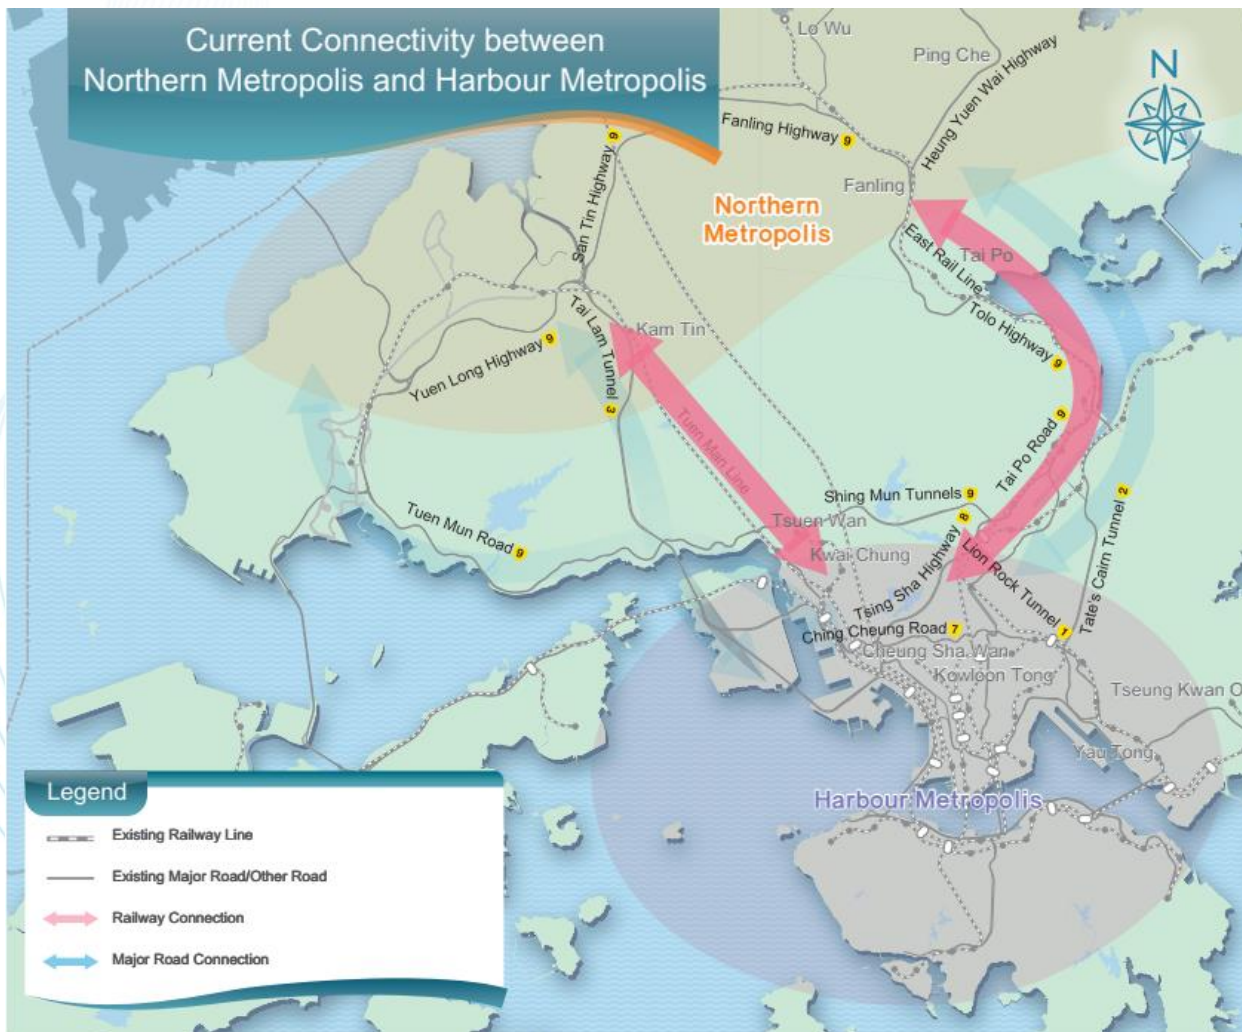 Current Connectivity between
Northern Metropolis and Harbour Metropolis
Lo Wu
Ping Che
N
Heung Yuen Wai Highway
Fanling Highway 9
San Tin Highway 9
Fanling
Northern
Metropolis
East Rail Line
Tai Po
Tolo Highway 9
Tai Lam Tunnel 3
Kam Tin
Yuen Long Highway 9
Tuen Man Line
Tai Po Road 9
Shing Mun Tunnels 9
Tate's Cairn Tunnel 2
Tuen Mun Road 9
Tsuen Wan
Kwai Chung
Tsing Sha Highway 8
Lion Rock Tunnel 1
Ching Cheung Road 7
Cheung Sha Wan
Kowloon Tong
Tseung Kwan O
Yau Tong
Harbour Metropolis
Legend
Existing Railway Line
Existing Major Road/Other Road
Railway Connection
Major Road Connection